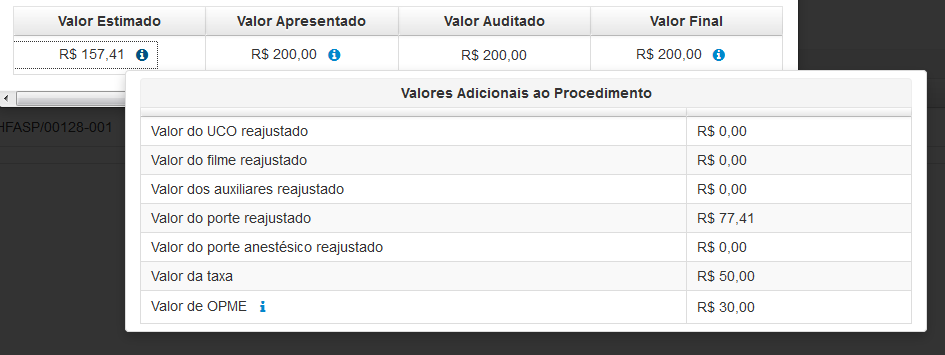 Valor Estimado Valor Apresentado Valor Auditado Valor Final
R$ 157,41 R$ 200,00 R$ 200,00 R$ 200,00
Valores Adicionais ao Procedimento
HFASP/00128-001
Valor do UCO reajustado R$ 0,00
Valor do filme reajustado R$ 0,00
Valor dos auxiliares reajustado R$ 0,00
Valor do porte reajustado R$ 77,41
Valor do porte anestésico reajustado R$ 0,00
Valor da taxa R$ 50,00
Valor de OPME R$ 30,00